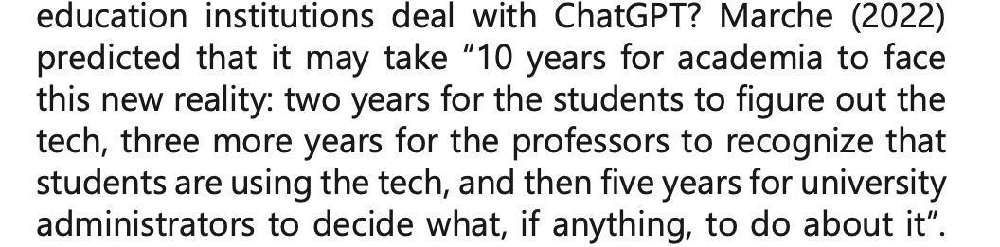 education institutions deal with ChatGPT? Marche (2022)
predicted that it may take “10 years for academia to face
this new reality: two years for the students to figure out the
tech, three more years for the professors to recognize that
students are using the tech, and then five years for university
administrators to decide what, if anything, to do about it”.